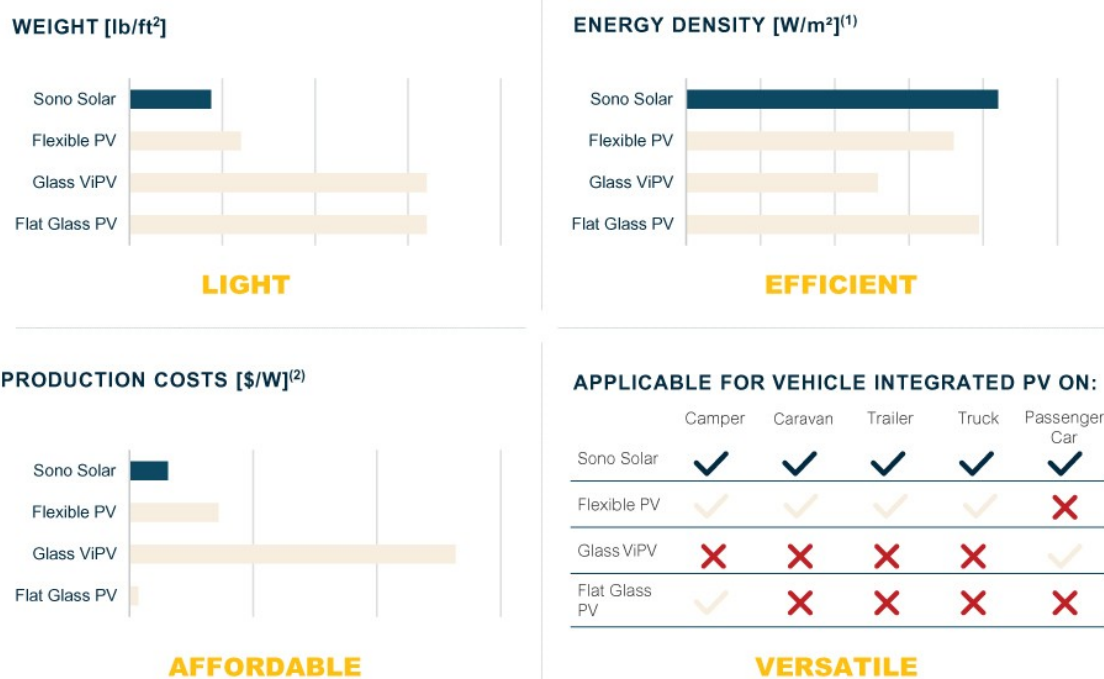 WEIGHT [lb/ft²]
Sono Solar
Flexible PV
Glass ViPV
Flat Glass PV
LIGHT
ENERGY DENSITY [W/m²]⁽¹⁾
Sono Solar
Flexible PV
Glass ViPV
Flat Glass PV
EFFICIENT
PRODUCTION COSTS [$/W]⁽²⁾
Sono Solar
Flexible PV
Glass ViPV
Flat Glass PV
AFFORDABLE
APPLICABLE FOR VEHICLE INTEGRATED PV ON:
Camper Caravan Trailer Truck Passenger
Car
Sono Solar
Flexible PV
Glass ViPV
Flat Glass
PV
VERSATILE